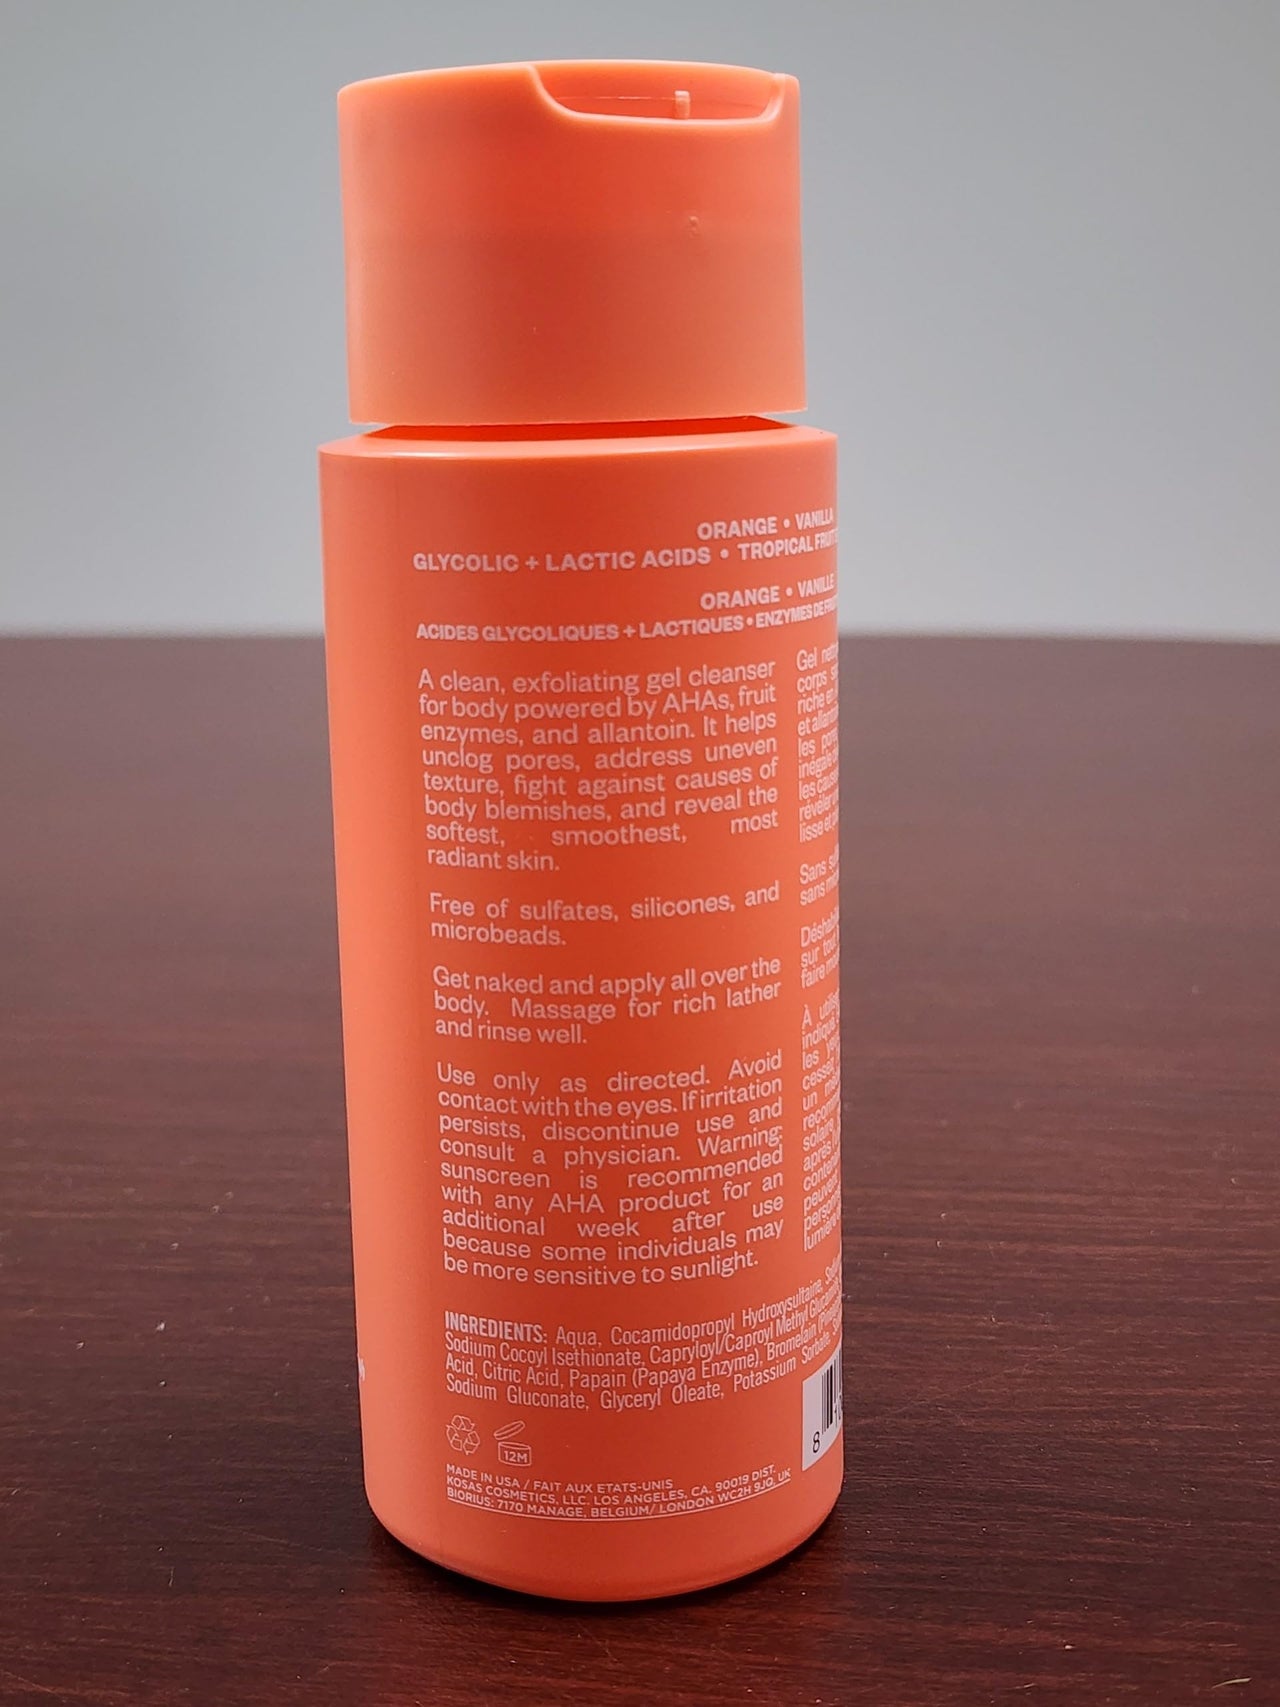 ORANGE • VANILLA
GLYCOLIC + LACTIC ACIDS • TROPICAL FRUIT
ORANGE • VANILLE
ACIDES GLYCOLIQUES + LACTIQUES • ENZYMES DE
A clean, exfoliating gel cleanser
for body powered by AHAs, fruit
enzymes, and allantoin. It helps
unclog pores, address uneven
texture, fight against causes of
body blemishes, and reveal the
softest, smoothest, most
radiant skin.
Free of sulfates, silicones, and
microbeads.
Get naked and apply all over the
body. Massage for rich lather
and rinse well.
Use only as directed. Avoid
contact with the eyes. If irritation
persists, discontinue use and
consult a physician. Warning:
sunscreen is recommended
with any AHA product for an
additional week after use
because some individuals may
be more sensitive to sunlight.
Gel
corps
riche en
et
les
Sans
sans
sur
faire
À
les
un
INGREDIENTS: Aqua, Cocamidopropyl Hydroxysultaine,
Sodium Cocoyl Isethionate, Capryloyl/Caproyl Methyl
Acid, Citric Acid, Papain (Papaya Enzyme), Bromelain
Sodium Gluconate, Glyceryl Oleate, Potassium Sorbate,
8
12M
MADE IN USA / FAIT AUX ETATS-UNIS
KOSAS COSMETICS, LLC. LOS ANGELES, CA. 90019 DIST.
BIORIUS: 7170 MANAGE, BELGIUM/ LONDON WC2H 9JQ, UK